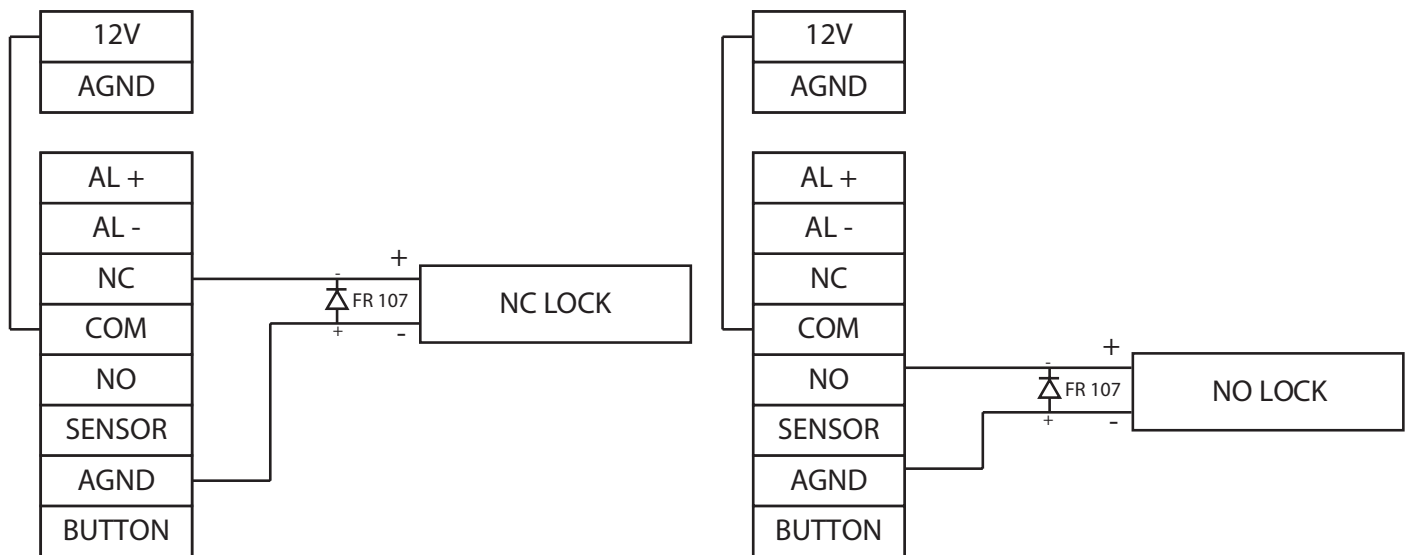 12V
AGND
AL +
AL -
NC
COM
NO
SENSOR
AGND
BUTTON
-
+
FR 107
+
-
NC LOCK
12V
AGND
AL +
AL -
NC
COM
NO
SENSOR
AGND
BUTTON
-
+
FR 107
+
-
NO LOCK